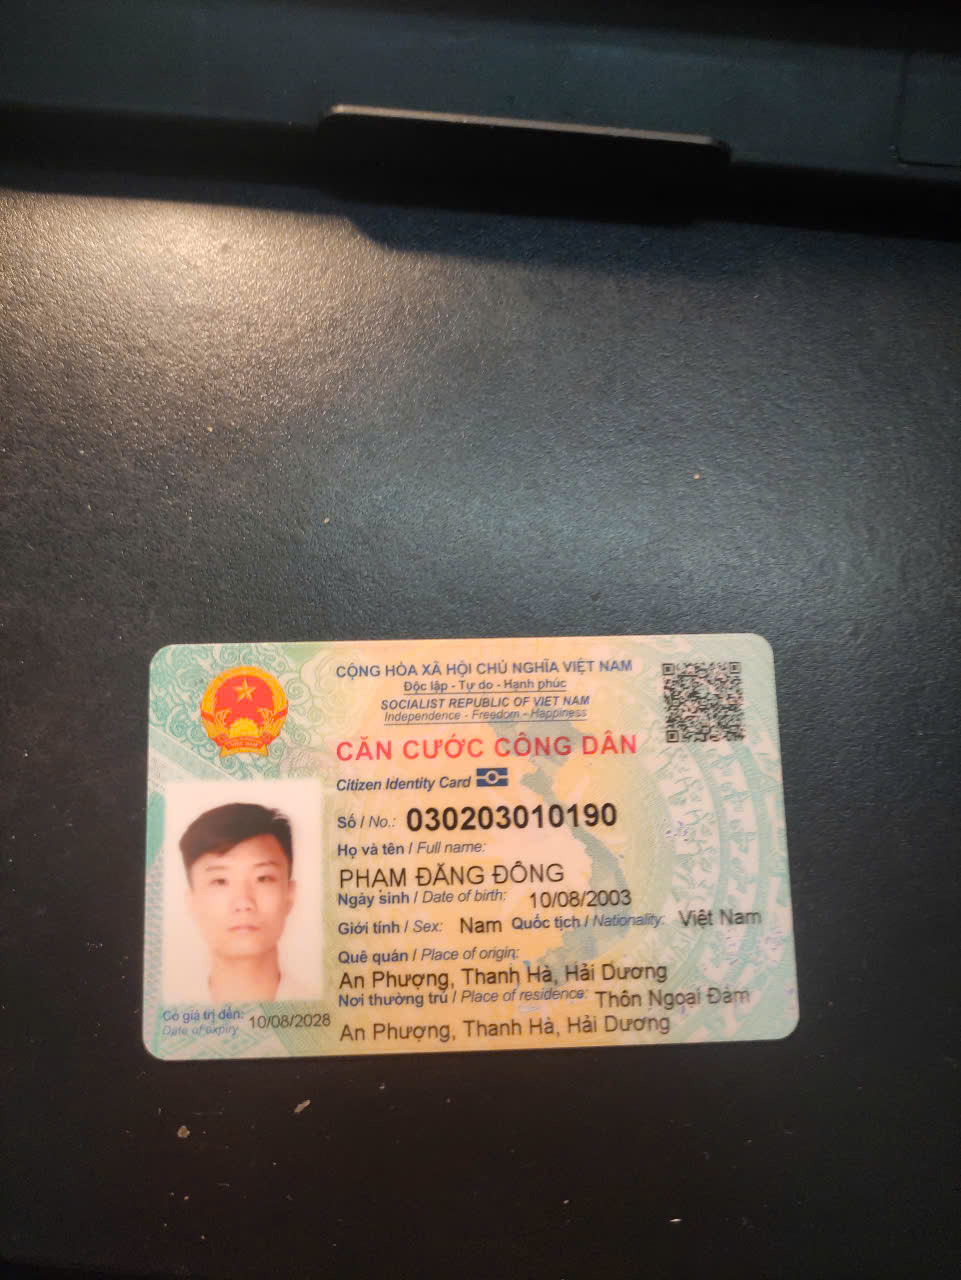 CỘNG HÒA XÃ HỘI CHỦ NGHĨA VIỆT NAM
Độc lập - Tự do - Hạnh phúc
SOCIALIST REPUBLIC OF VIET NAM
Independence - Freedom - Happiness
CĂN CƯỚC CÔNG DÂN
Citizen Identity Card
Số / No.: 030203010190
Họ và tên / Full name:
PHẠM ĐĂNG ĐÔNG
Ngày sinh / Date of birth: 10/08/2003
Giới tính / Sex: Nam Quốc tịch / Nationality: Việt Nam
Quê quán / Place of origin:
An Phượng, Thanh Hà, Hải Dương
Nơi thường trú / Place of residence: Thôn Ngoại Đàm
An Phượng, Thanh Hà, Hải Dương
Có giá trị đến: 10/08/2028
Date of expiry
VIỆT NAM